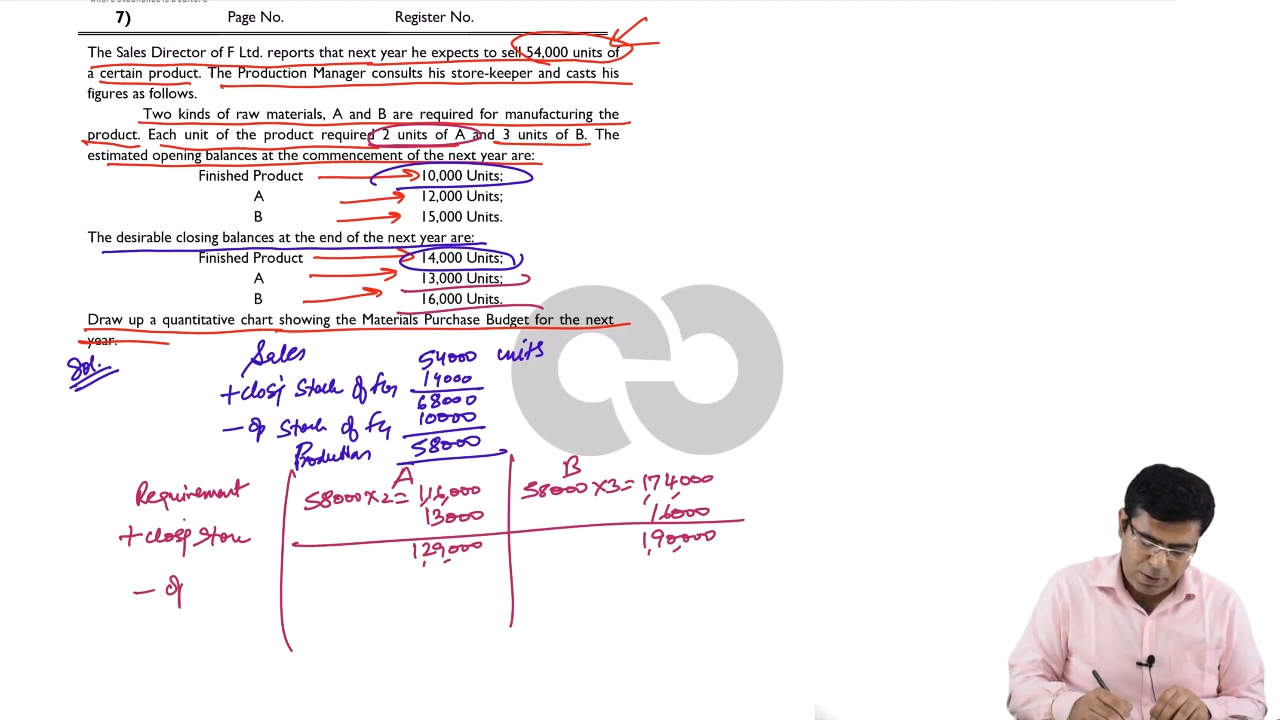 7) Page No. Register No.
The Sales Director of F Ltd. reports that next year he expects to sell 54,000 units of
a certain product. The Production Manager consults his store-keeper and casts his
figures as follows.
Two kinds of raw materials, A and B are required for manufacturing the
product. Each unit of the product required 2 units of A and 3 units of B. The
estimated opening balances at the commencement of the next year are:
Finished Product 10,000 Units;
A 12,000 Units;
B 15,000 Units.
The desirable closing balances at the end of the next year are:
Finished Product 14,000 Units;
A 13,000 Units;
B 16,000 Units.
Draw up a quantitative chart showing the Materials Purchase Budget for the next
year.
Sol.
Sales 54000 units
+ closg Stock of FG 14000
68000
- Op Stock of FG 10000
Production 58000
A B
Requirement 58000×2= 1,16,000 58000×3= 174000
+ closg Store 13000 16000
129000 190000
- Op